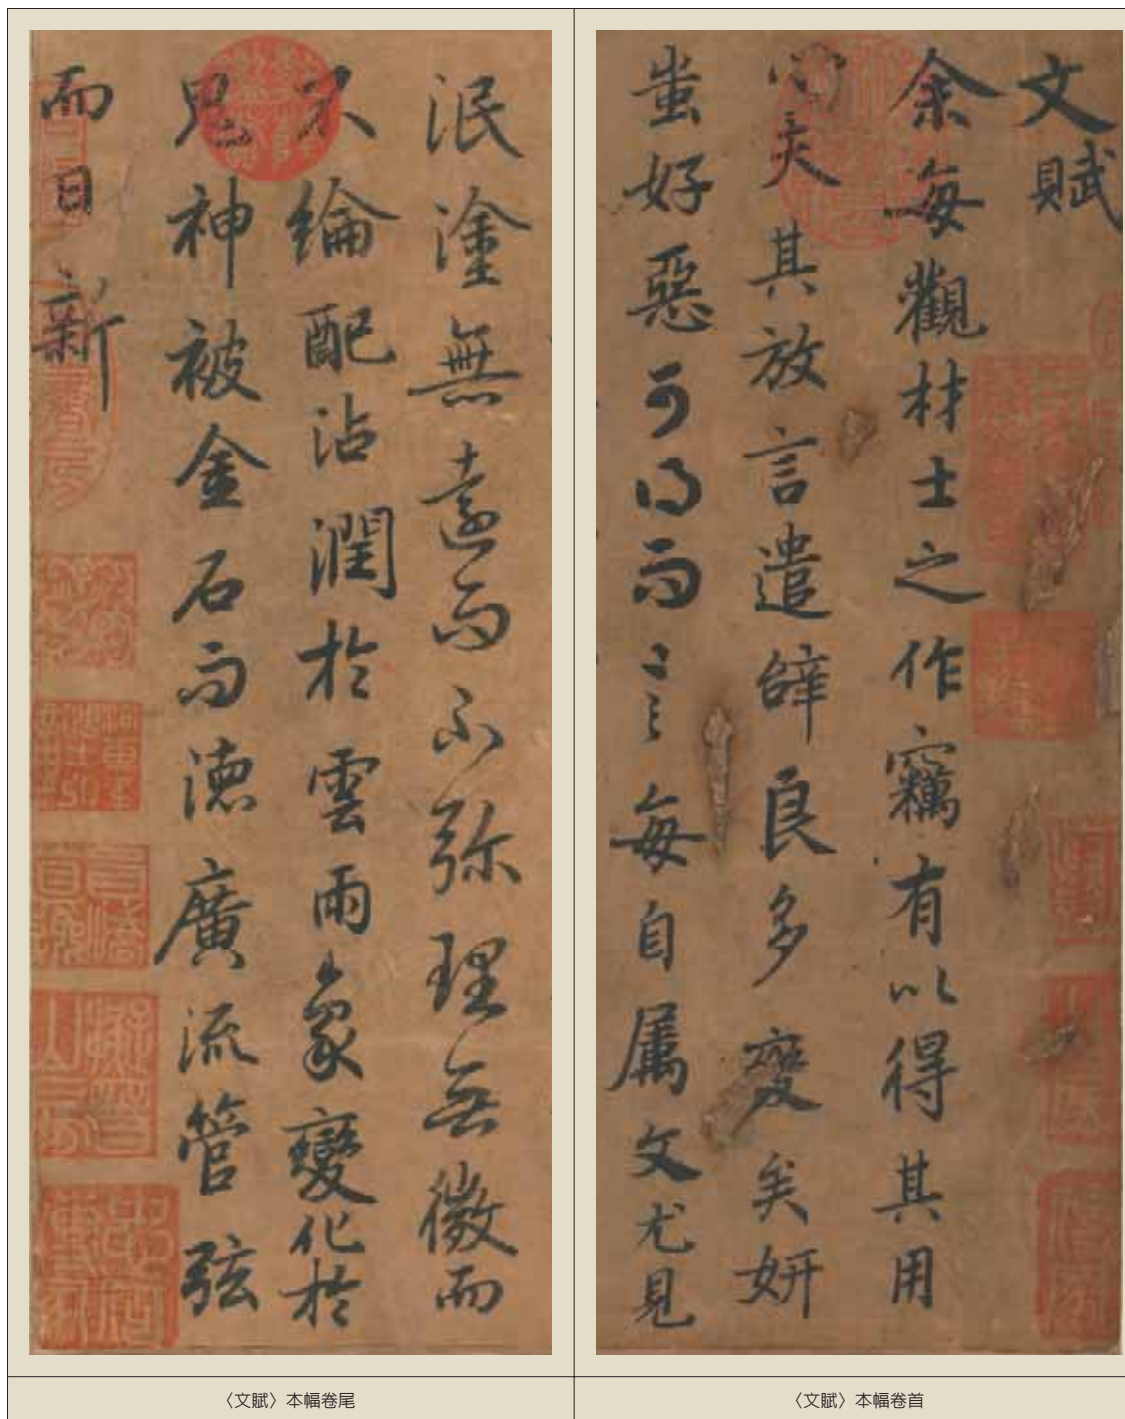 文賦
余每觀材士之作竊有以得其用
心夫其放言遣辭良多變矣妍
蚩好惡可得而言每自属文尤見
〈文賦〉本幅卷首
泯塗無遠而不弥理無微而
不綸配沾潤於雲雨象變化於
鬼神被金石而德廣流管弦
而日新
〈文賦〉本幅卷尾